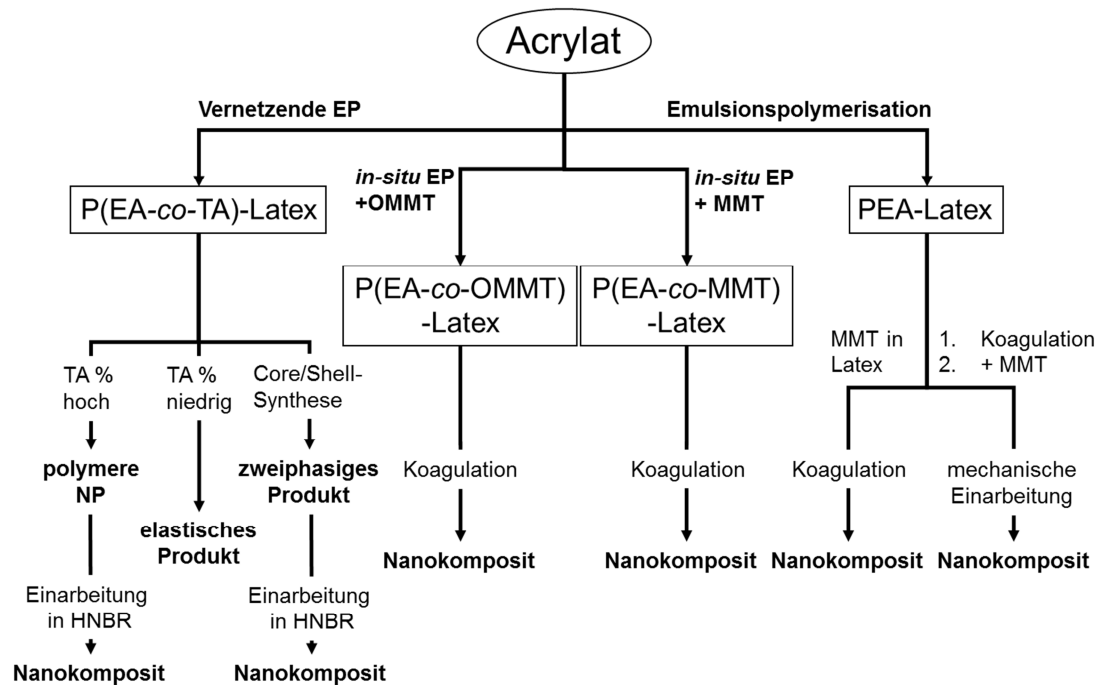 Acrylat
Vernetzende EP
Emulsionspolymerisation
in-situ EP
+OMMT
in-situ EP
+ MMT
P(EA-co-TA)-Latex
PEA-Latex
P(EA-co-OMMT)
-Latex
P(EA-co-MMT)
-Latex
TA %
hoch
TA %
niedrig
Core/Shell-
Synthese
MMT in
Latex
1. Koagulation
2. + MMT
polymere
NP
zweiphasiges
Produkt
Koagulation
Koagulation
Koagulation
mechanische
Einarbeitung
elastisches
Produkt
Nanokomposit
Nanokomposit
Nanokomposit
Nanokomposit
Einarbeitung
in HNBR
Einarbeitung
in HNBR
Nanokomposit
Nanokomposit